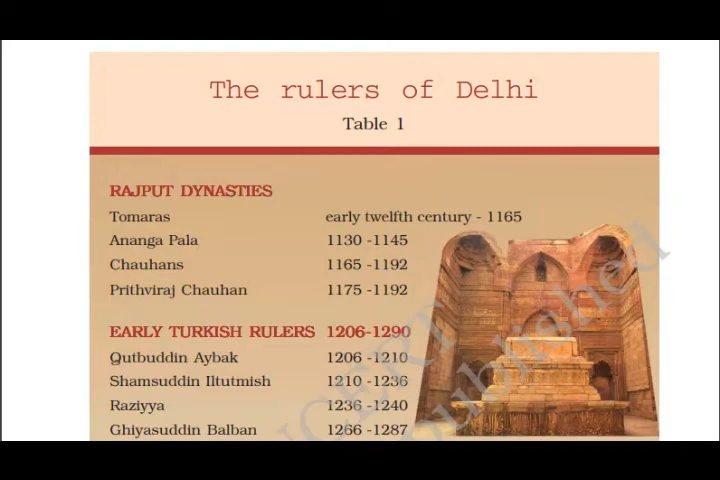 The rulers of Delhi
Table 1
RAJPUT DYNASTIES
Tomaras early twelfth century - 1165
Ananga Pala 1130 -1145
Chauhans 1165 -1192
Prithviraj Chauhan 1175 -1192
EARLY TURKISH RULERS 1206-1290
Qutbuddin Aybak 1206 -1210
Shamsuddin Iltutmish 1210 -1236
Raziyya 1236 -1240
Ghiyasuddin Balban 1266 -1287
NCERT
published